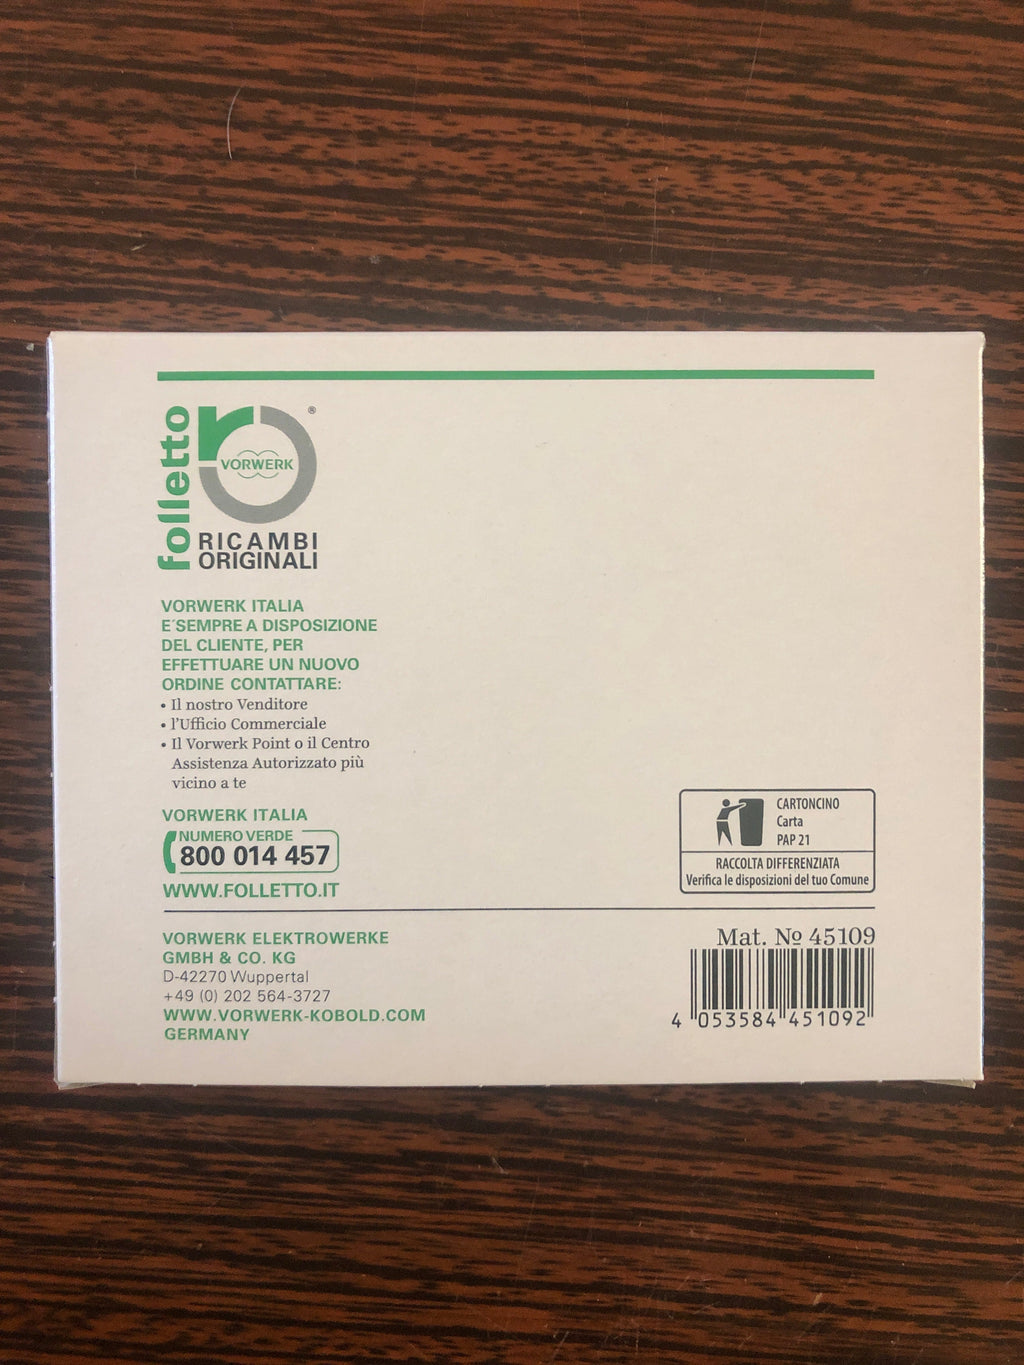 folletto
®
VORWERK
RICAMBI
ORIGINALI
VORWERK ITALIA
E´SEMPRE A DISPOSIZIONE
DEL CLIENTE, PER
EFFETTUARE UN NUOVO
ORDINE CONTATTARE:
• Il nostro Venditore
• l'Ufficio Commerciale
• Il Vorwerk Point o il Centro
Assistenza Autorizzato più
vicino a te
VORWERK ITALIA
NUMERO VERDE
800 014 457
WWW.FOLLETTO.IT
CARTONCINO
Carta
PAP 21
RACCOLTA DIFFERENZIATA
Verifica le disposizioni del tuo Comune
VORWERK ELEKTROWERKE
GMBH & CO. KG
D-42270 Wuppertal
+49 (0) 202 564-3727
WWW.VORWERK-KOBOLD.COM
GERMANY
Mat. № 45109
4 053584 451092